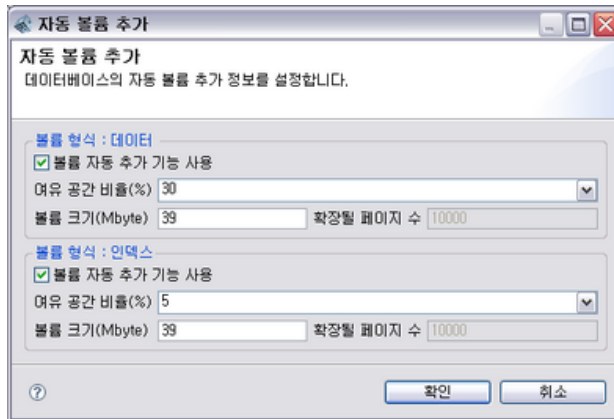 자동 볼륨 추가
자동 볼륨 추가
데이터베이스의 자동 볼륨 추가 정보를 설정합니다.
볼륨 형식 : 데이터
볼륨 자동 추가 기능 사용
여유 공간 비율(%) 30
볼륨 크기(Mbyte) 39 확장될 페이지 수 10000
볼륨 형식 : 인덱스
볼륨 자동 추가 기능 사용
여유 공간 비율(%) 5
볼륨 크기(Mbyte) 39 확장될 페이지 수 10000
? 확인 취소